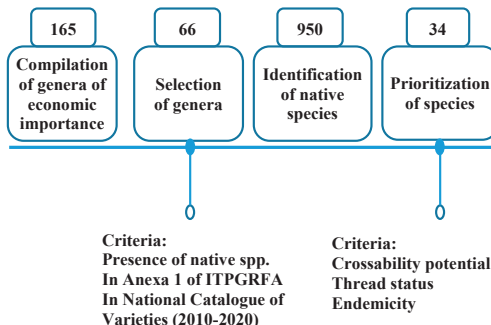 165
66
950
34
Compilation
of genera of
economic
importance
Selection
of genera
Identification
of native
species
Prioritization
of species
Criteria:
Presence of native spp.
In Anexa 1 of ITPGRFA
In National Catalogue of
Varieties (2010-2020)
Criteria:
Crossability potential
Thread status
Endemicity